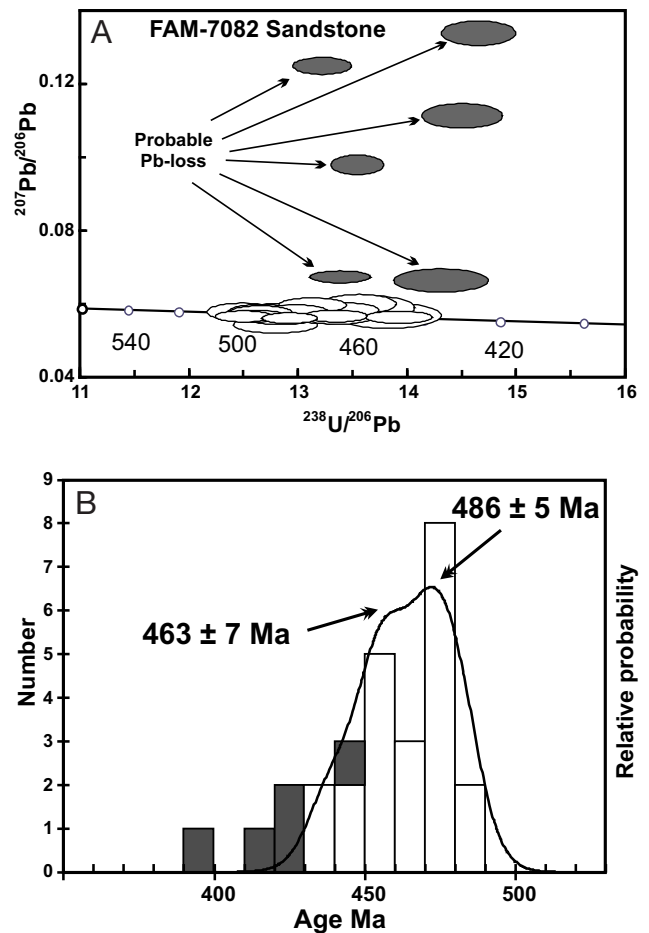 A
FAM-7082 Sandstone
0.12
Probable
Pb-loss
207Pb/206Pb
0.08
540
500
460
420
0.04
11
12
13
14
15
16
238U/206Pb
B
9
8
7
6
5
4
3
2
1
0
486 ± 5 Ma
463 ± 7 Ma
Number
Relative probability
400
450
500
Age Ma